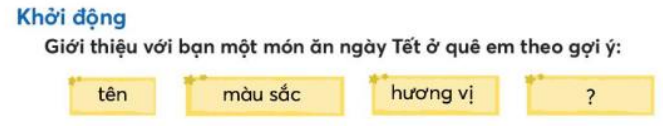 Khởi động
Giới thiệu với bạn một món ăn ngày Tết ở quê em theo gợi ý:
tên màu sắc hương vị ?